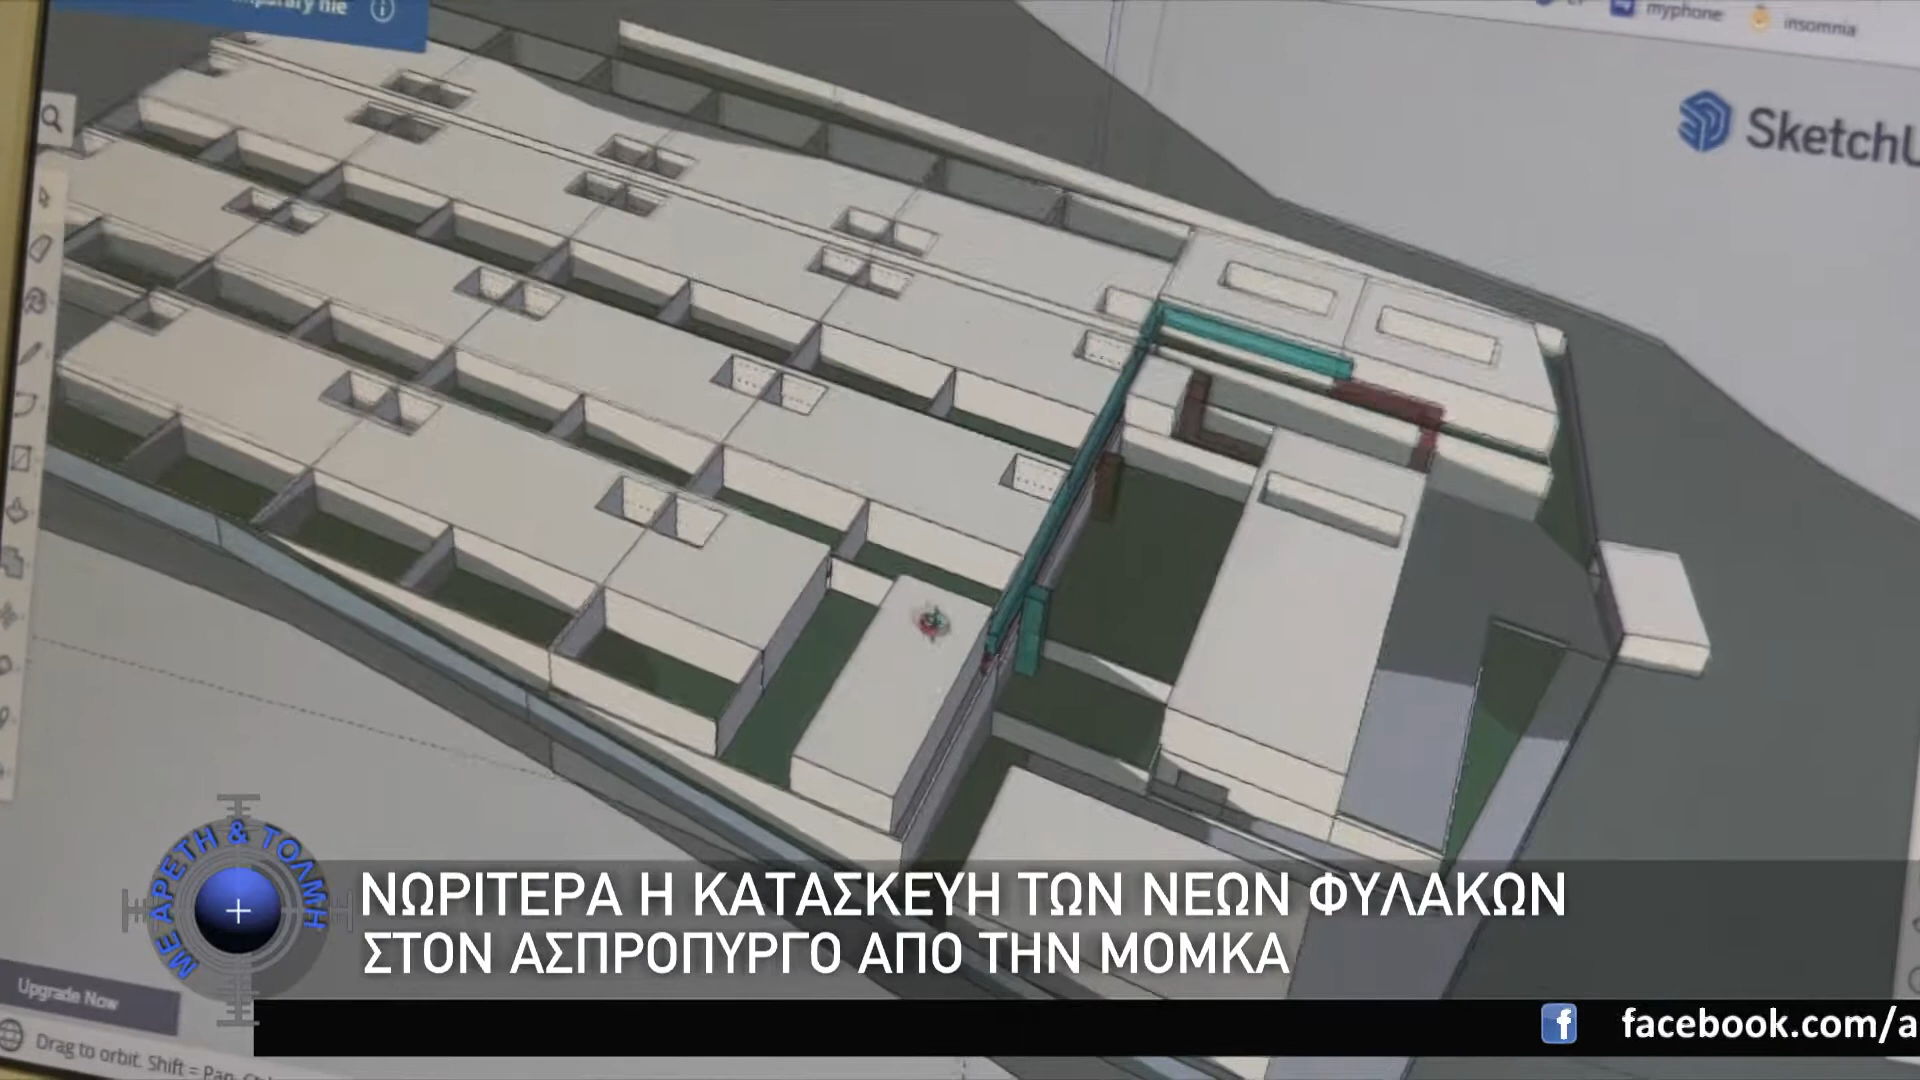 myphone
insomnia
SketchU
ΜΕ ΑΡΕΤΗ & ΤΟΛΜΗ
ΝΩΡΙΤΕΡΑ Η ΚΑΤΑΣΚΕΥΗ ΤΩΝ ΝΕΩΝ ΦΥΛΑΚΩΝ
ΣΤΟΝ ΑΣΠΡΟΠΥΡΓΟ ΑΠΟ ΤΗΝ ΜΟΜΚΑ
Upgrade Now
facebook.com/a
Drag to orbit. Shift = Pan,